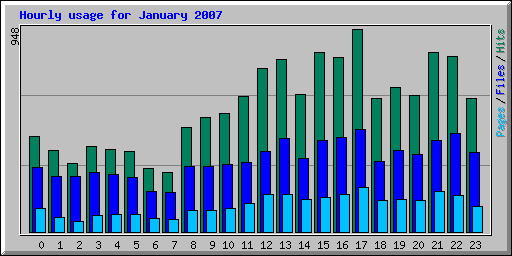 Hourly usage for January 2007
948
Pages / Files / Hits
0 1 2 3 4 5 6 7 8 9 10 11 12 13 14 15 16 17 18 19 20 21 22 23